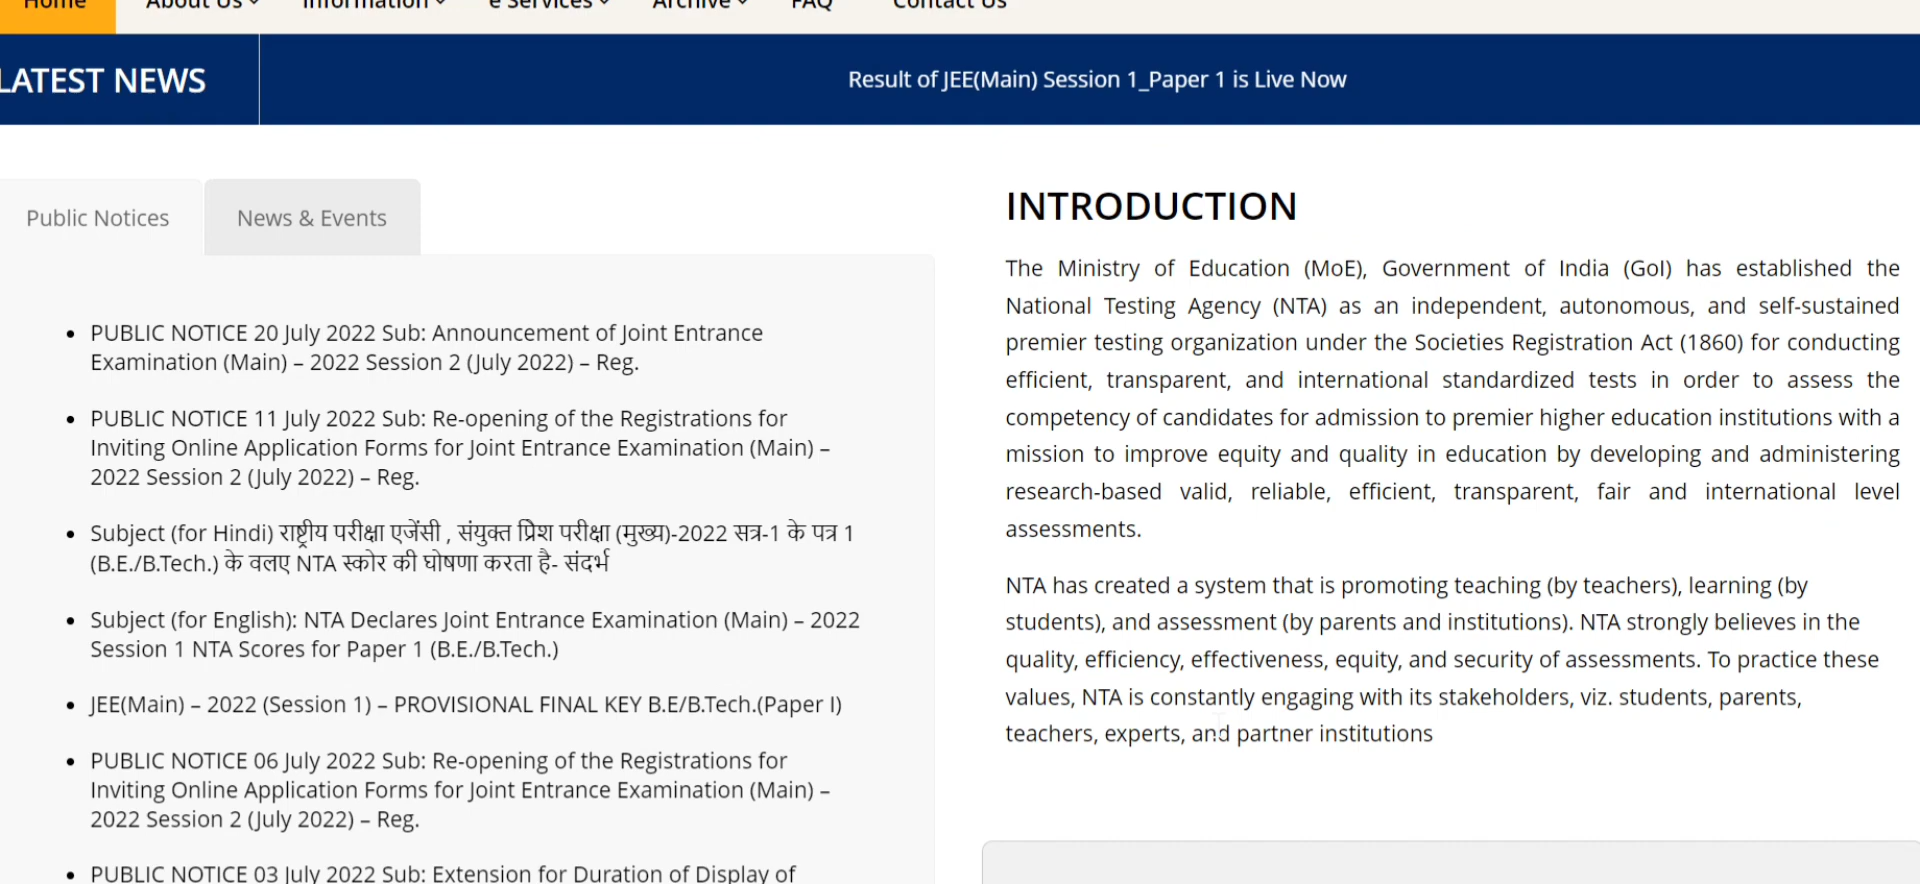 Home About Us Information e Services Archive FAQ Contact Us
LATEST NEWS
Result of JEE(Main) Session 1_Paper 1 is Live Now
Public Notices
News & Events
PUBLIC NOTICE 20 July 2022 Sub: Announcement of Joint Entrance
Examination (Main) – 2022 Session 2 (July 2022) – Reg.
PUBLIC NOTICE 11 July 2022 Sub: Re-opening of the Registrations for
Inviting Online Application Forms for Joint Entrance Examination (Main) –
2022 Session 2 (July 2022) – Reg.
Subject (for Hindi) राष्ट्रीय परीक्षा एजेंसी , संयुक्त प्रिेश परीक्षा (मुख्य)-2022 सत्र-1 के पत्र 1
(B.E./B.Tech.) के वलए NTA स्कोर की घोषणा करता है- संदर्भ
Subject (for English): NTA Declares Joint Entrance Examination (Main) – 2022
Session 1 NTA Scores for Paper 1 (B.E./B.Tech.)
JEE(Main) – 2022 (Session 1) – PROVISIONAL FINAL KEY B.E/B.Tech.(Paper I)
PUBLIC NOTICE 06 July 2022 Sub: Re-opening of the Registrations for
Inviting Online Application Forms for Joint Entrance Examination (Main) –
2022 Session 2 (July 2022) – Reg.
PUBLIC NOTICE 03 July 2022 Sub: Extension for Duration of Display of
INTRODUCTION
The Ministry of Education (MoE), Government of India (GoI) has established the
National Testing Agency (NTA) as an independent, autonomous, and self-sustained
premier testing organization under the Societies Registration Act (1860) for conducting
efficient, transparent, and international standardized tests in order to assess the
competency of candidates for admission to premier higher education institutions with a
mission to improve equity and quality in education by developing and administering
research-based valid, reliable, efficient, transparent, fair and international level
assessments.
NTA has created a system that is promoting teaching (by teachers), learning (by
students), and assessment (by parents and institutions). NTA strongly believes in the
quality, efficiency, effectiveness, equity, and security of assessments. To practice these
values, NTA is constantly engaging with its stakeholders, viz. students, parents,
teachers, experts, and partner institutions